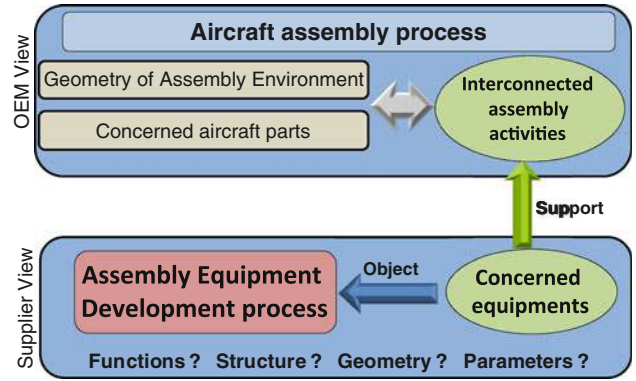 OEM View
Aircraft assembly process
Geometry of Assembly Environment
Concerned aircraft parts
Interconnected
assembly
activities
Support
Supplier View
Assembly Equipment
Development process
Object
Concerned
equipments
Functions ? Structure ? Geometry ? Parameters ?